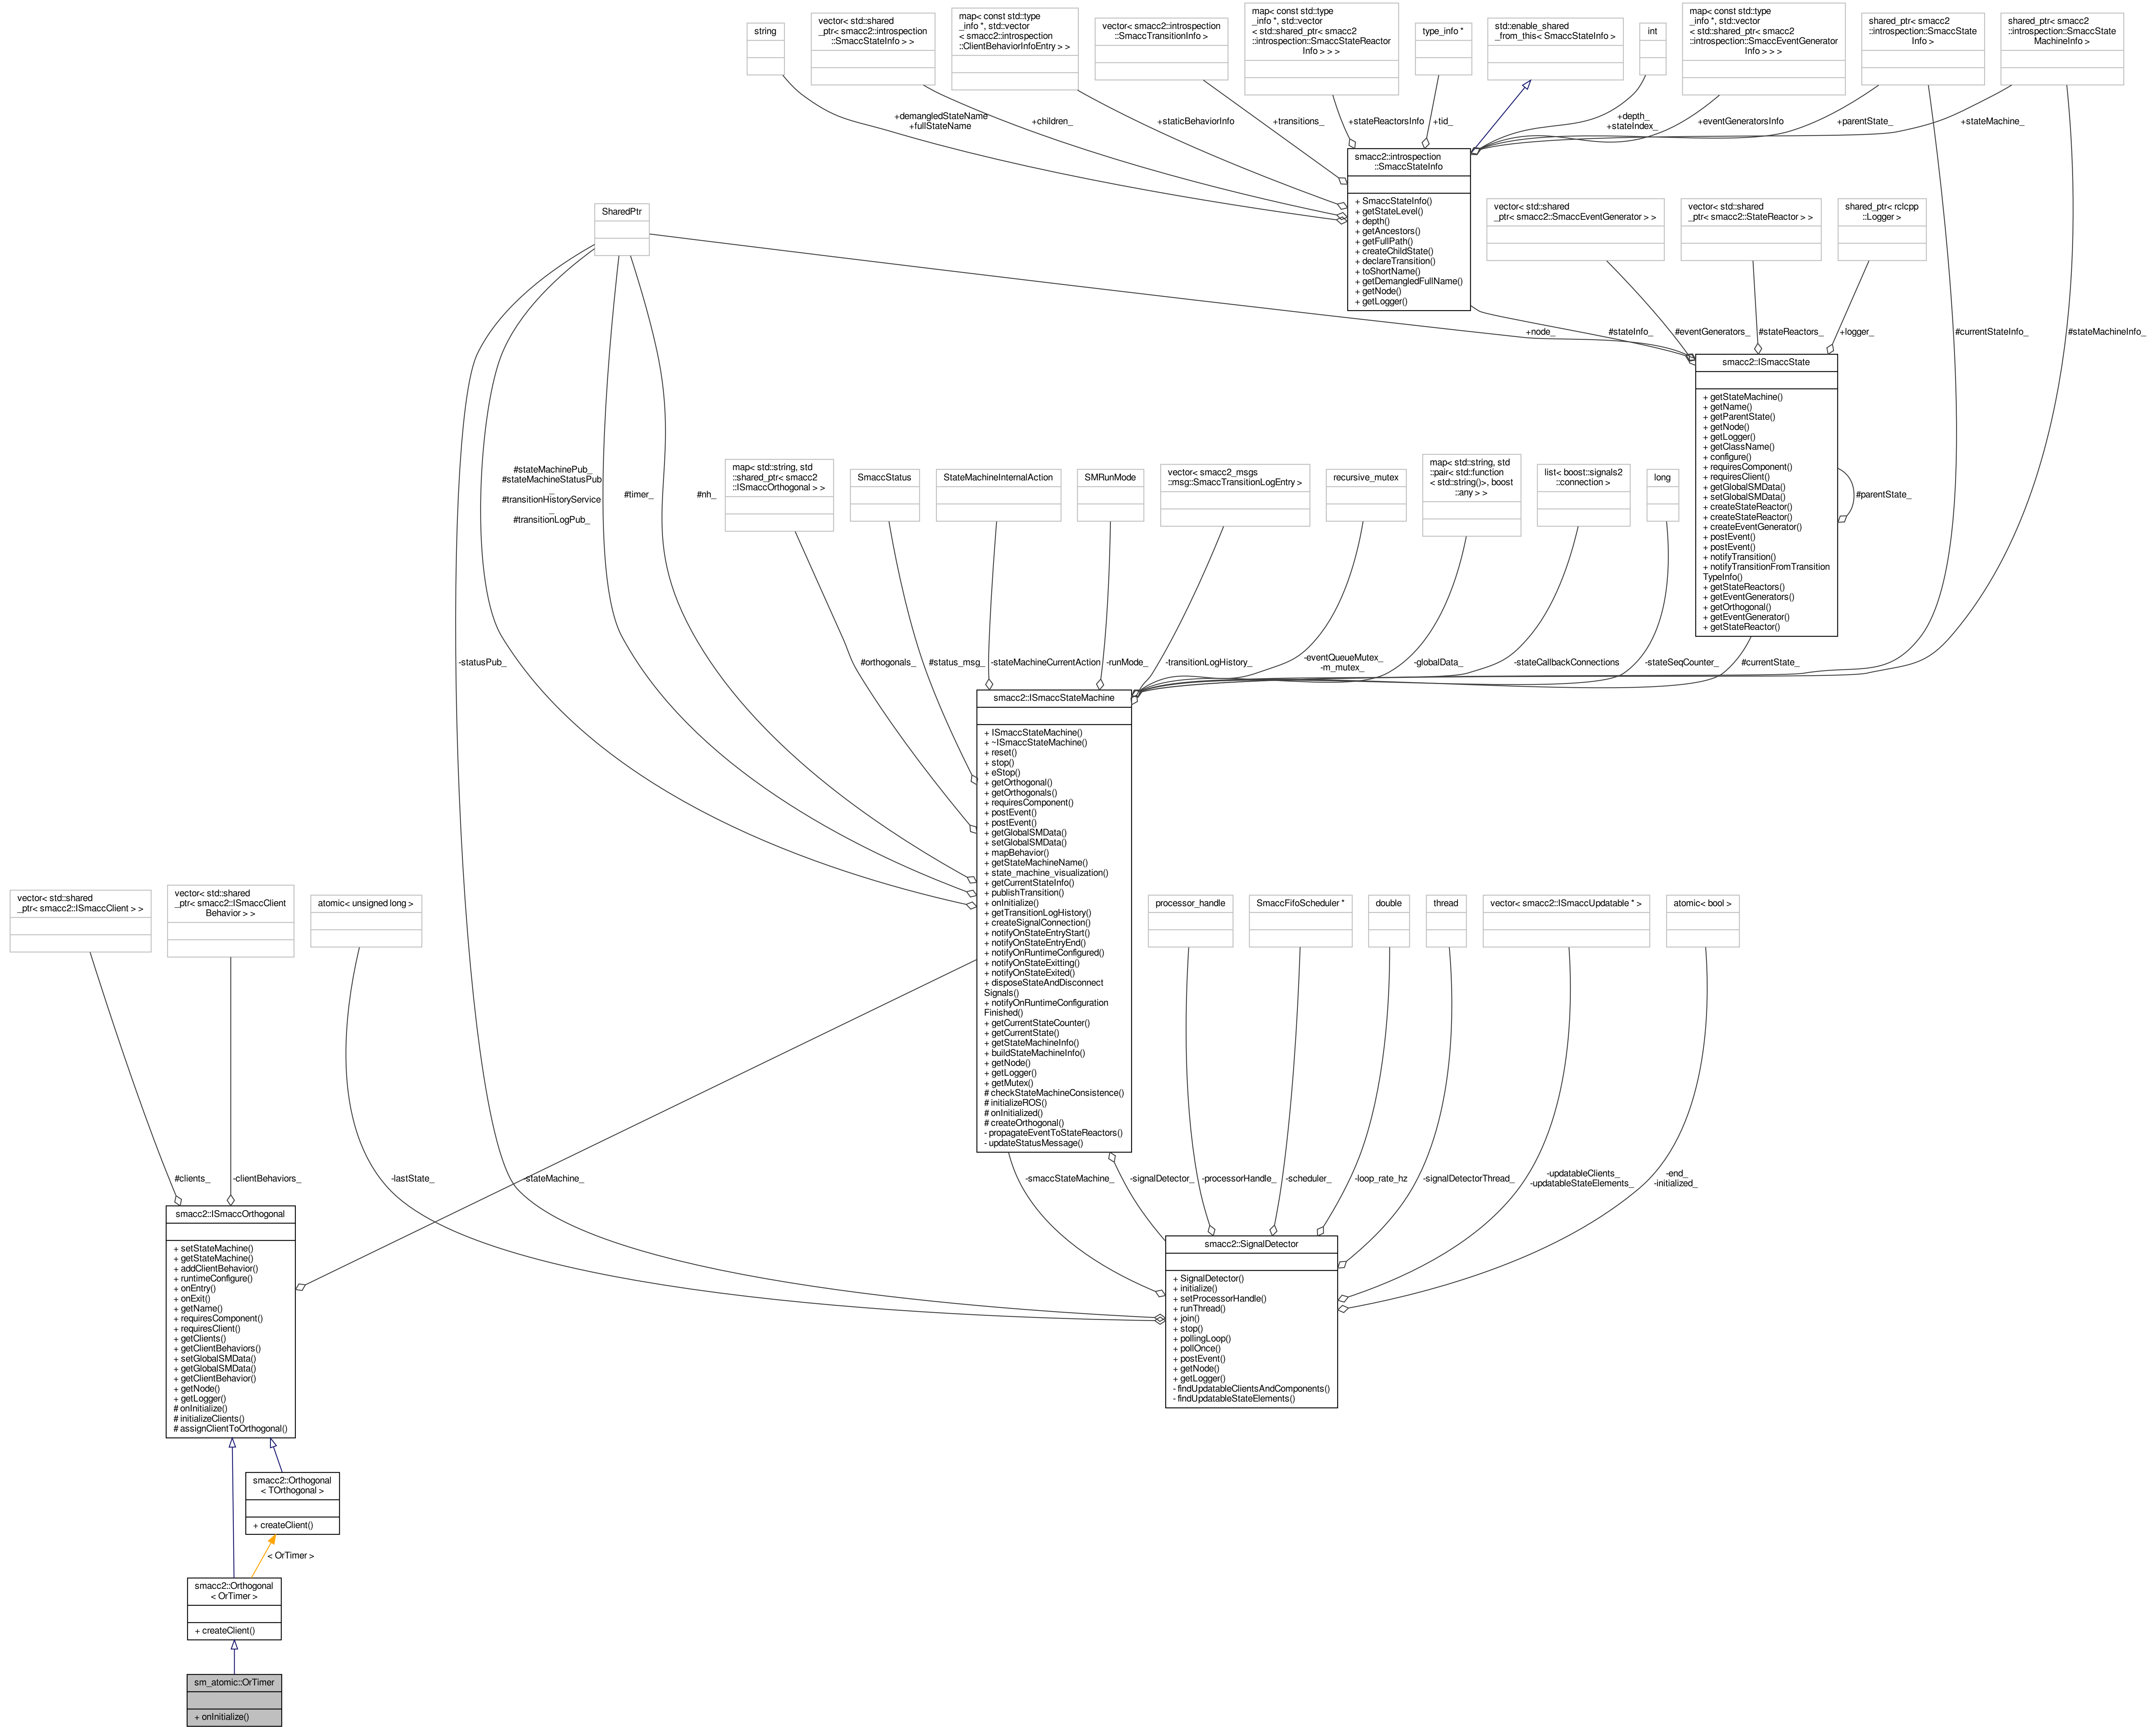 string
vector< std::shared
_ptr< smacc2::introspection
::SmaccStateInfo > >
map< const std::type
_info *, std::vector
< smacc2::introspection
::ClientBehaviorInfoEntry > >
vector< smacc2::introspection
::SmaccTransitionInfo >
map< const std::type
_info *, std::vector
< std::shared_ptr< smacc2
::introspection::SmaccStateReactor
Info > > >
type_info *
std::enable_shared
_from_this< SmaccStateInfo >
int
map< const std::type
_info *, std::vector
< std::shared_ptr< smacc2
::introspection::SmaccEventGenerator
Info > > >
shared_ptr< smacc2
::introspection::SmaccState
Info >
shared_ptr< smacc2
::introspection::SmaccState
MachineInfo >
+demangledStateName
+fullStateName
+children_
+staticBehaviorInfo
+transitions_
+stateReactorsInfo
+tid_
+depth_
+stateIndex_
+eventGeneratorsInfo
+parentState_
+stateMachine_
smacc2::introspection
::SmaccStateInfo
+ SmaccStateInfo()
+ getStateLevel()
+ depth()
+ getAncestors()
+ getFullPath()
+ createChildState()
+ declareTransition()
+ toShortName()
+ getDemangledFullName()
+ getNode()
+ getLogger()
SharedPtr
vector< std::shared
_ptr< smacc2::SmaccEventGenerator > >
vector< std::shared
_ptr< smacc2::StateReactor > >
shared_ptr< rclcpp
::Logger >
+node_
#stateInfo_
#eventGenerators_
#stateReactors_
+logger_
#currentStateInfo_
#stateMachineInfo_
smacc2::ISmaccState
+ getStateMachine()
+ getName()
+ getParentState()
+ getNode()
+ getLogger()
+ getClassName()
+ configure()
+ requiresComponent()
+ requiresClient()
+ getGlobalSMData()
+ setGlobalSMData()
+ createStateReactor()
+ createStateReactor()
+ createEventGenerator()
+ postEvent()
+ postEvent()
+ notifyTransition()
+ notifyTransitionFromTransition
TypeInfo()
+ getStateReactors()
+ getEventGenerators()
+ getOrthogonal()
+ getEventGenerator()
+ getStateReactor()
#parentState_
#stateMachinePub_
#stateMachineStatusPub
_
#transitionHistoryService
_
#transitionLogPub_
#timer_
#nh_
map< std::string, std
::shared_ptr< smacc2
::ISmaccOrthogonal > >
SmaccStatus
StateMachineInternalAction
SMRunMode
vector< smacc2_msgs
::msg::SmaccTransitionLogEntry >
recursive_mutex
map< std::string, std
::pair< std::function
< std::string()>, boost
::any > >
list< boost::signals2
::connection >
long
-statusPub_
#orthogonals_
#status_msg_
-stateMachineCurrentAction
-runMode_
-transitionLogHistory_
-eventQueueMutex_
-m_mutex_
-globalData_
-stateCallbackConnections
-stateSeqCounter_
#currentState_
smacc2::ISmaccStateMachine
+ ISmaccStateMachine()
+ ~ISmaccStateMachine()
+ reset()
+ stop()
+ eStop()
+ getOrthogonal()
+ getOrthogonals()
+ requiresComponent()
+ postEvent()
+ postEvent()
+ getGlobalSMData()
+ setGlobalSMData()
+ mapBehavior()
+ getStateMachineName()
+ state_machine_visualization()
+ getCurrentStateInfo()
+ publishTransition()
+ onInitialize()
+ getTransitionLogHistory()
+ createSignalConnection()
+ notifyOnStateEntryStart()
+ notifyOnStateEntryEnd()
+ notifyOnRuntimeConfigured()
+ notifyOnStateExitting()
+ notifyOnStateExited()
+ disposeStateAndDisconnect
Signals()
+ notifyOnRuntimeConfiguration
Finished()
+ getCurrentStateCounter()
+ getCurrentState()
+ getStateMachineInfo()
+ buildStateMachineInfo()
+ getNode()
+ getLogger()
+ getMutex()
# checkStateMachineConsistence()
# initializeROS()
# onInitialized()
# createOrthogonal()
- propagateEventToStateReactors()
- updateStatusMessage()
vector< std::shared
_ptr< smacc2::ISmaccClient > >
vector< std::shared
_ptr< smacc2::ISmaccClient
Behavior > >
atomic< unsigned long >
processor_handle
SmaccFifoScheduler *
double
thread
vector< smacc2::ISmaccUpdatable * >
atomic< bool >
#clients_
-clientBehaviors_
-lastState_
-stateMachine_
-smaccStateMachine_
-signalDetector_
-processorHandle_
-scheduler_
-loop_rate_hz
-signalDetectorThread_
-updatableClients_
-updatableStateElements_
-end_
-initialized_
smacc2::ISmaccOrthogonal
+ setStateMachine()
+ getStateMachine()
+ addClientBehavior()
+ runtimeConfigure()
+ onEntry()
+ onExit()
+ getName()
+ requiresComponent()
+ requiresClient()
+ getClients()
+ getClientBehaviors()
+ setGlobalSMData()
+ getGlobalSMData()
+ getClientBehavior()
+ getNode()
+ getLogger()
# onInitialize()
# initializeClients()
# assignClientToOrthogonal()
smacc2::SignalDetector
+ SignalDetector()
+ initialize()
+ setProcessorHandle()
+ runThread()
+ join()
+ stop()
+ pollingLoop()
+ pollOnce()
+ postEvent()
+ getNode()
+ getLogger()
- findUpdatableClientsAndComponents()
- findUpdatableStateElements()
smacc2::Orthogonal
< TOrthogonal >
+ createClient()
< OrTimer >
smacc2::Orthogonal
< OrTimer >
+ createClient()
sm_atomic::OrTimer
+ onInitialize()